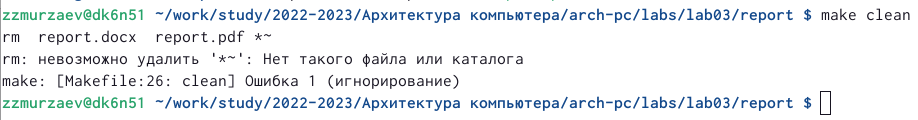 zzmurzaev@dk6n51 ~/work/study/2022-2023/Архитектура компьютера/arch-pc/labs/lab03/report $ make clean
rm  report.docx  report.pdf *~
rm: невозможно удалить '*~': Нет такого файла или каталога
make: [Makefile:26: clean] Ошибка 1 (игнорирование)
zzmurzaev@dk6n51 ~/work/study/2022-2023/Архитектура компьютера/arch-pc/labs/lab03/report $